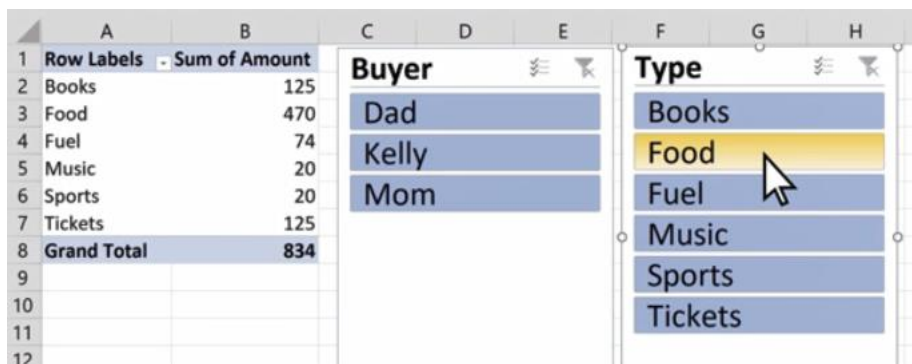 A B C D E F G H
1 Row Labels Sum of Amount
2 Books 125
3 Food 470
4 Fuel 74
5 Music 20
6 Sports 20
7 Tickets 125
8 Grand Total 834
9
10
11
12
Buyer
Dad
Kelly
Mom
Type
Books
Food
Fuel
Music
Sports
Tickets